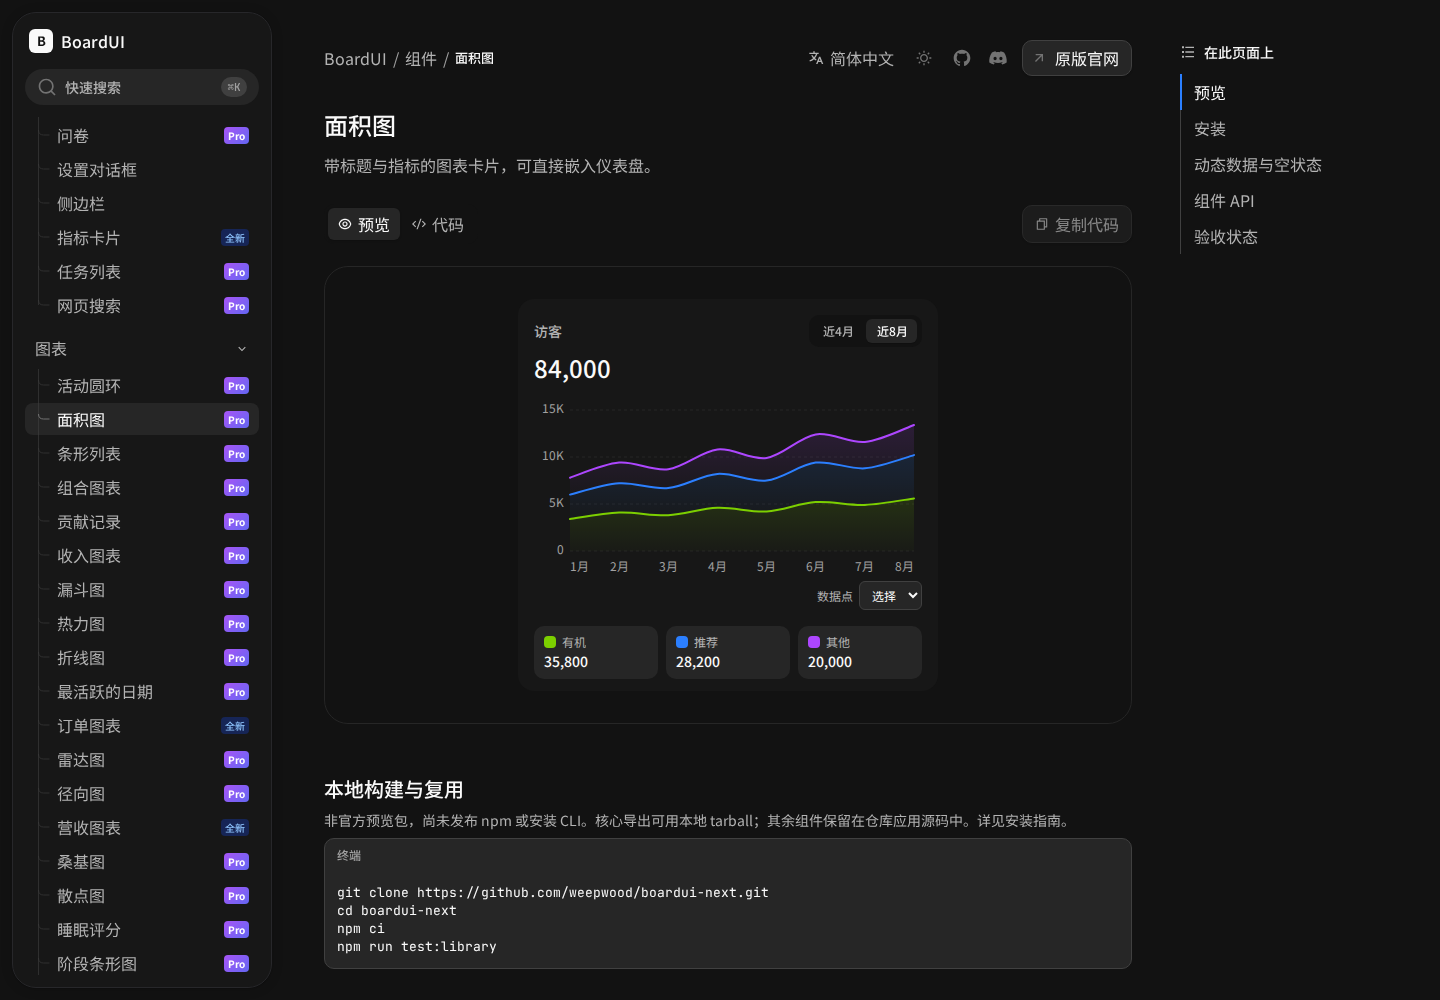 B BoardUI
快速搜索 ⌘K
问卷 Pro
设置对话框
侧边栏
指标卡片 全新
任务列表 Pro
网页搜索 Pro
图表
活动圆环 Pro
面积图 Pro
条形列表 Pro
组合图表 Pro
贡献记录 Pro
收入图表 Pro
漏斗图 Pro
热力图 Pro
折线图 Pro
最活跃的日期 Pro
订单图表 全新
雷达图 Pro
径向图 Pro
营收图表 全新
桑基图 Pro
散点图 Pro
睡眠评分 Pro
阶段条形图 Pro
BoardUI / 组件 / 面积图
简体中文
原版官网
面积图
带标题与指标的图表卡片，可直接嵌入仪表盘。
预览 代码
复制代码
访客
近4月 近8月
84,000
15K
10K
5K
0
1月 2月 3月 4月 5月 6月 7月 8月
数据点 选择
有机
35,800
推荐
28,200
其他
20,000
本地构建与复用
非官方预览包，尚未发布 npm 或安装 CLI。核心导出可用本地 tarball；其余组件保留在仓库应用源码中。详见安装指南。
终端
git clone https://github.com/weepwood/boardui-next.git
cd boardui-next
npm ci
npm run test:library
在此页面上
预览
安装
动态数据与空状态
组件 API
验收状态